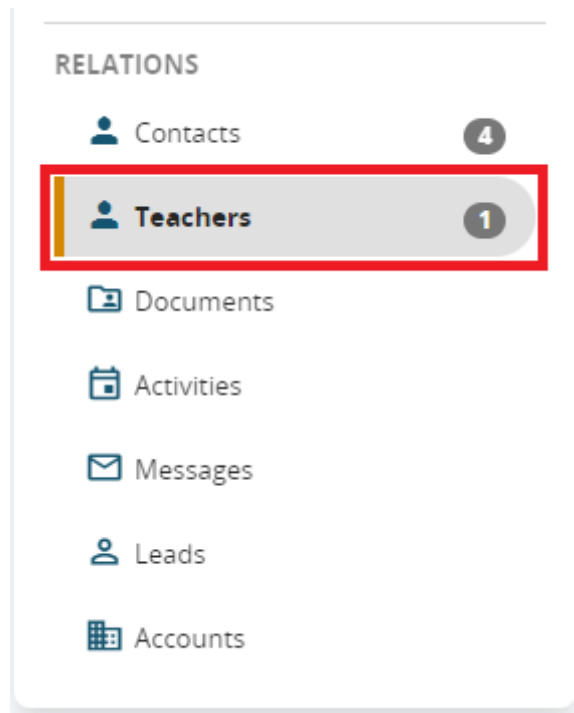 RELATIONS
Contacts 4
Teachers 1
Documents
Activities
Messages
Leads
Accounts